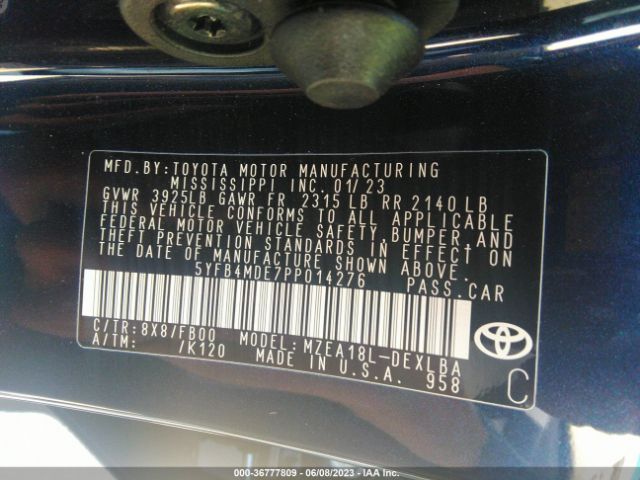 MFD.BY:TOYOTA MOTOR MANUFACTURING
MISSISSIPPI INC. 01/23
GVWR 3925LB GAWR FR 2315 LB RR 2140 LB
THIS VEHICLE CONFORMS TO ALL APPLICABLE
FEDERAL MOTOR VEHICLE SAFETY,BUMPER,AND
THEFT PREVENTION STANDARDS IN EFFECT ON
THE DATE OF MANUFACTURE SHOWN ABOVE.
5YFB4MDE7PP014276 PASS.CAR
C/TR: 8X8/FB00 MODEL: MZEA18L-DEXLBA
A/TM: /K120 MADE IN U.S.A. 958
C
000-36777809 - 06/08/2023 - IAA Inc.